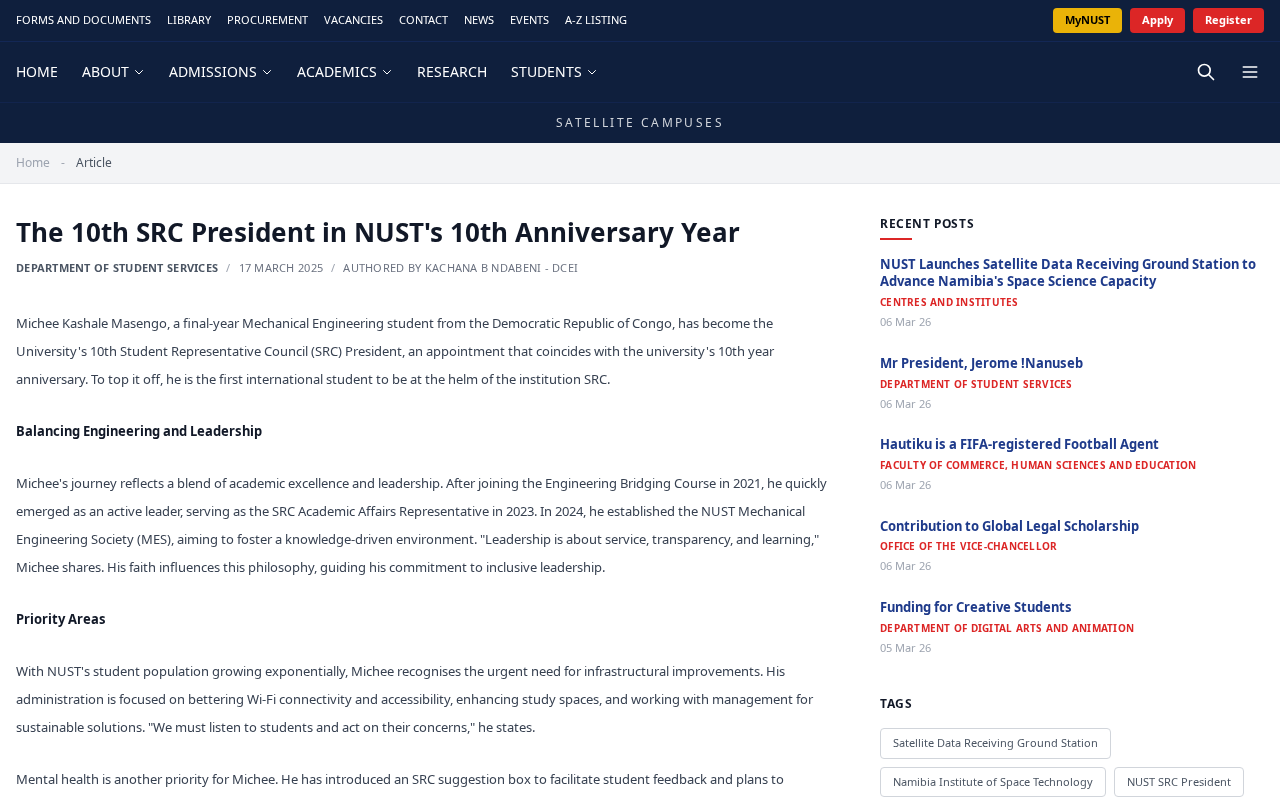 FORMS AND DOCUMENTS LIBRARY PROCUREMENT VACANCIES CONTACT NEWS EVENTS A-Z LISTING MyNUST Apply Register
HOME ABOUT ADMISSIONS ACADEMICS RESEARCH STUDENTS
SATELLITE CAMPUSES
Home - Article
The 10th SRC President in NUST's 10th Anniversary Year
DEPARTMENT OF STUDENT SERVICES / 17 MARCH 2025 / AUTHORED BY KACHANA B NDABENI - DCEI
Michee Kashale Masengo, a final-year Mechanical Engineering student from the Democratic Republic of Congo, has become the
University's 10th Student Representative Council (SRC) President, an appointment that coincides with the university's 10th year
anniversary. To top it off, he is the first international student to be at the helm of the institution SRC.
Balancing Engineering and Leadership
Michee's journey reflects a blend of academic excellence and leadership. After joining the Engineering Bridging Course in 2021, he quickly
emerged as an active leader, serving as the SRC Academic Affairs Representative in 2023. In 2024, he established the NUST Mechanical
Engineering Society (MES), aiming to foster a knowledge-driven environment. "Leadership is about service, transparency, and learning,"
Michee shares. His faith influences this philosophy, guiding his commitment to inclusive leadership.
Priority Areas
With NUST's student population growing exponentially, Michee recognises the urgent need for infrastructural improvements. His
administration is focused on bettering Wi-Fi connectivity and accessibility, enhancing study spaces, and working with management for
sustainable solutions. "We must listen to students and act on their concerns," he states.
Mental health is another priority for Michee. He has introduced an SRC suggestion box to facilitate student feedback and plans to
RECENT POSTS
NUST Launches Satellite Data Receiving Ground Station to
Advance Namibia's Space Science Capacity
CENTRES AND INSTITUTES
06 Mar 26
Mr President, Jerome !Nanuseb
DEPARTMENT OF STUDENT SERVICES
06 Mar 26
Hautiku is a FIFA-registered Football Agent
FACULTY OF COMMERCE, HUMAN SCIENCES AND EDUCATION
06 Mar 26
Contribution to Global Legal Scholarship
OFFICE OF THE VICE-CHANCELLOR
06 Mar 26
Funding for Creative Students
DEPARTMENT OF DIGITAL ARTS AND ANIMATION
05 Mar 26
TAGS
Satellite Data Receiving Ground Station
Namibia Institute of Space Technology NUST SRC President